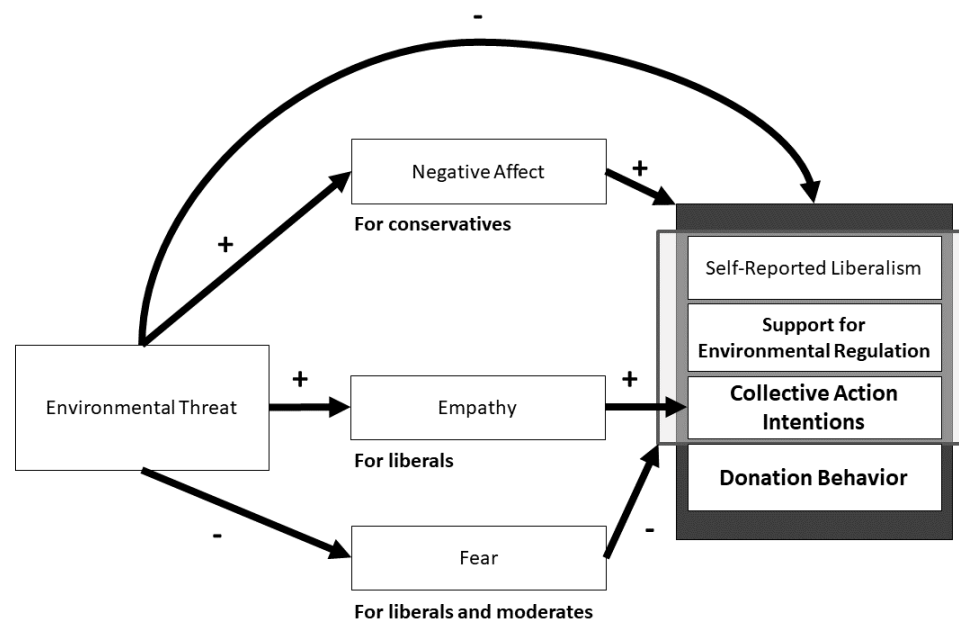 -
Negative Affect
+
For conservatives
+
Self-Reported Liberalism
Support for
Environmental Regulation
Environmental Threat
+
Empathy
+
Collective Action
Intentions
For liberals
Donation Behavior
-
Fear
-
For liberals and moderates